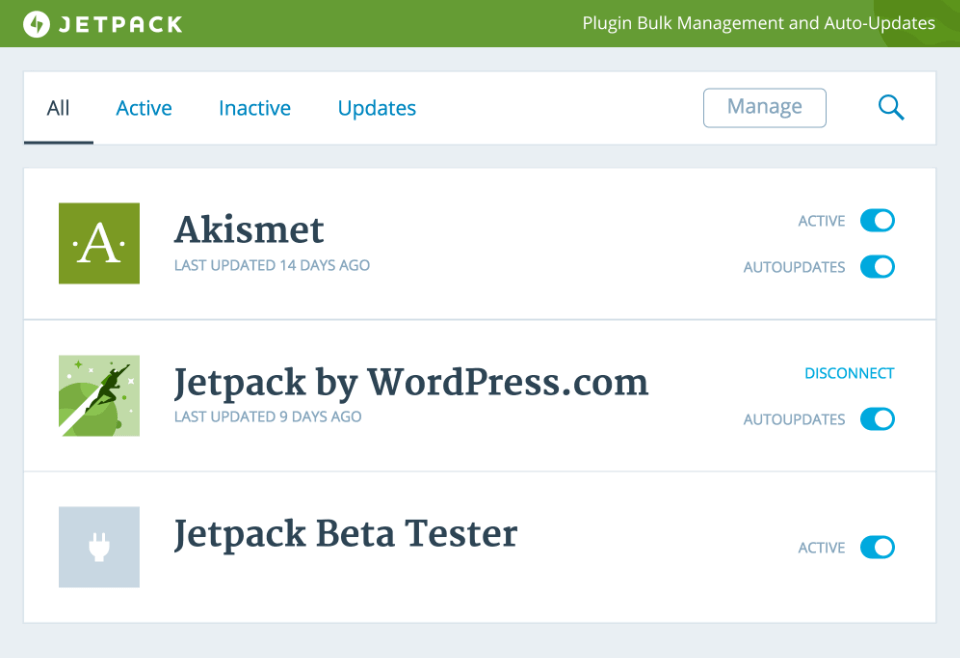 JETPACK
Plugin Bulk Management and Auto-Updates
All Active Inactive Updates Manage
·A·
Akismet
LAST UPDATED 14 DAYS AGO
ACTIVE
AUTOUPDATES
Jetpack by WordPress.com
LAST UPDATED 9 DAYS AGO
DISCONNECT
AUTOUPDATES
Jetpack Beta Tester
ACTIVE